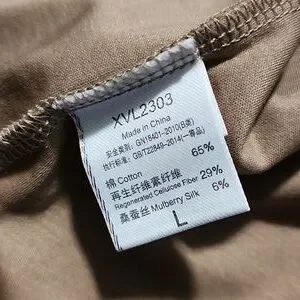 XVL2303
Made in China
安全类别: GN18401-2010(B类)
执行标准: GB/T22849-2014(一等品)
棉 Cotton 65%
再生纤维素纤维
Regenerated Cellulose Fiber 29%
桑蚕丝 Mulberry Silk 6%
L